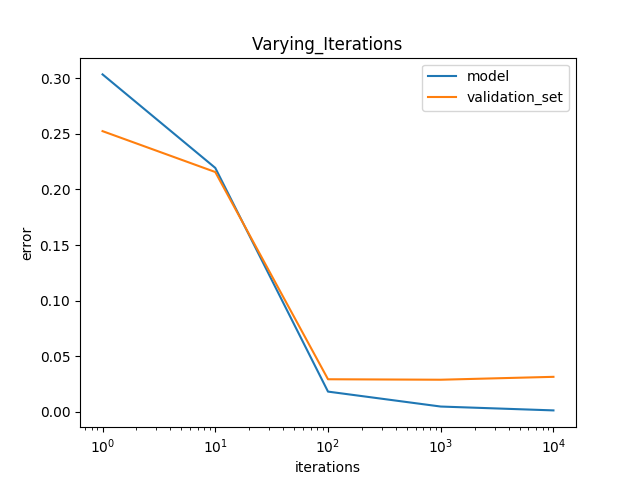 Varying_Iterations
model
validation_set
error
0.30
0.25
0.20
0.15
0.10
0.05
0.00
10⁰ 10¹ 10² 10³ 10⁴
iterations